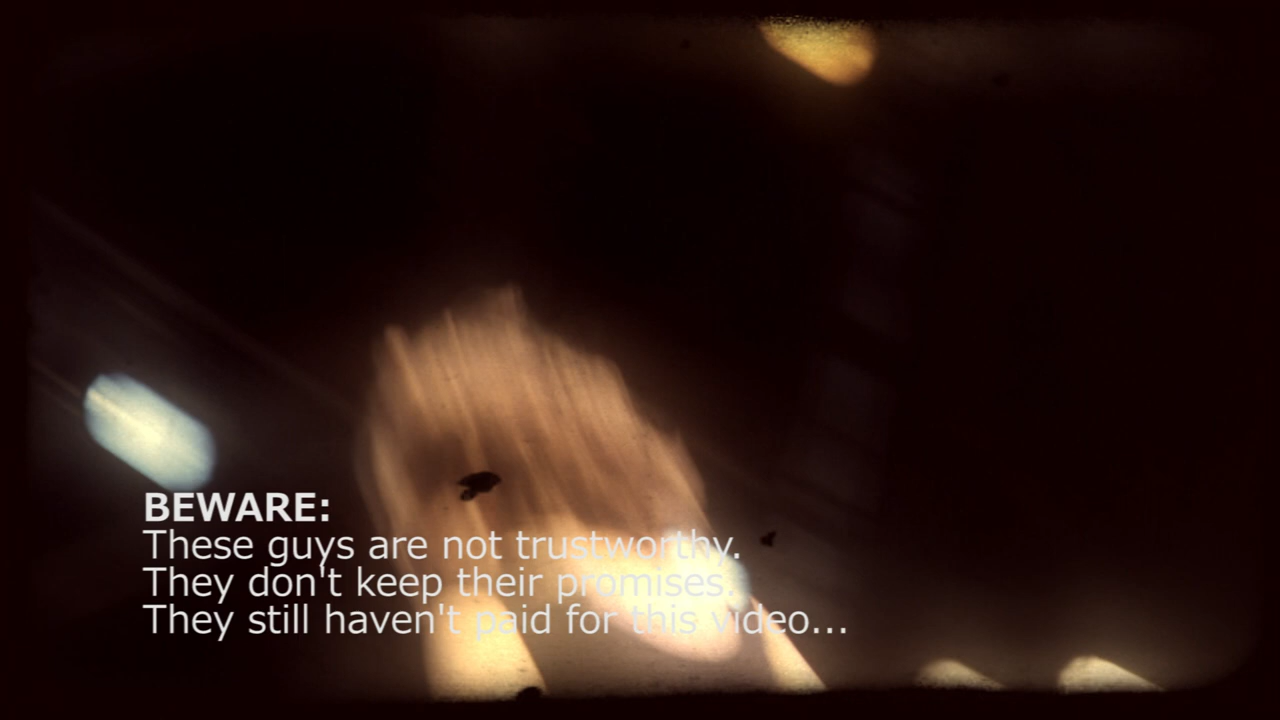 BEWARE:
These guys are not trustworthy.
They don't keep their promises.
They still haven't paid for this video...